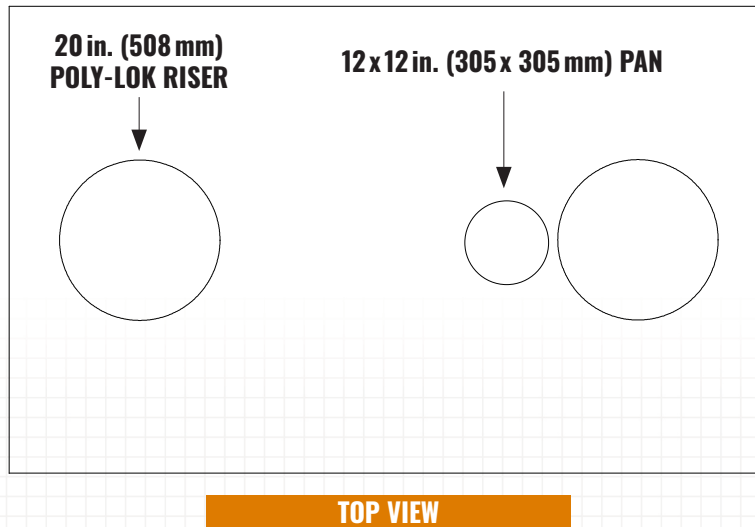 20 in. (508 mm)
POLY-LOK RISER
12 x 12 in. (305 x 305 mm) PAN
TOP VIEW